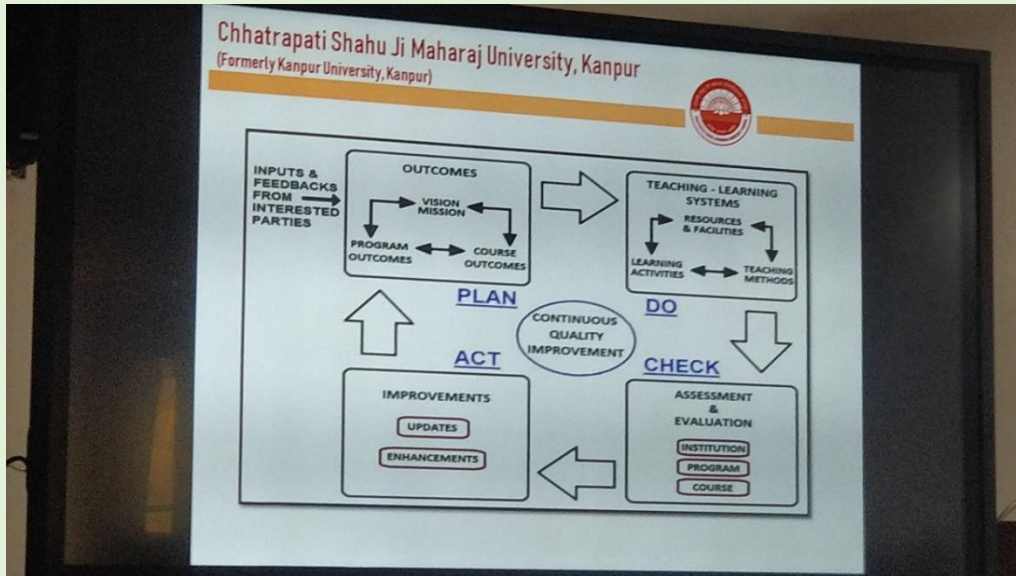 Chhatrapati Shahu Ji Maharaj University, Kanpur
(Formerly Kanpur University, Kanpur)
INPUTS &
FEEDBACKS
FROM
INTERESTED
PARTIES
OUTCOMES
VISION
MISSION
PROGRAM
OUTCOMES
COURSE
OUTCOMES
PLAN
TEACHING - LEARNING
SYSTEMS
RESOURCES
& FACILITIES
LEARNING
ACTIVITIES
TEACHING
METHODS
DO
CONTINUOUS
QUALITY
IMPROVEMENT
ACT
IMPROVEMENTS
UPDATES
ENHANCEMENTS
CHECK
ASSESSMENT
&
EVALUATION
INSTITUTION
PROGRAM
COURSE